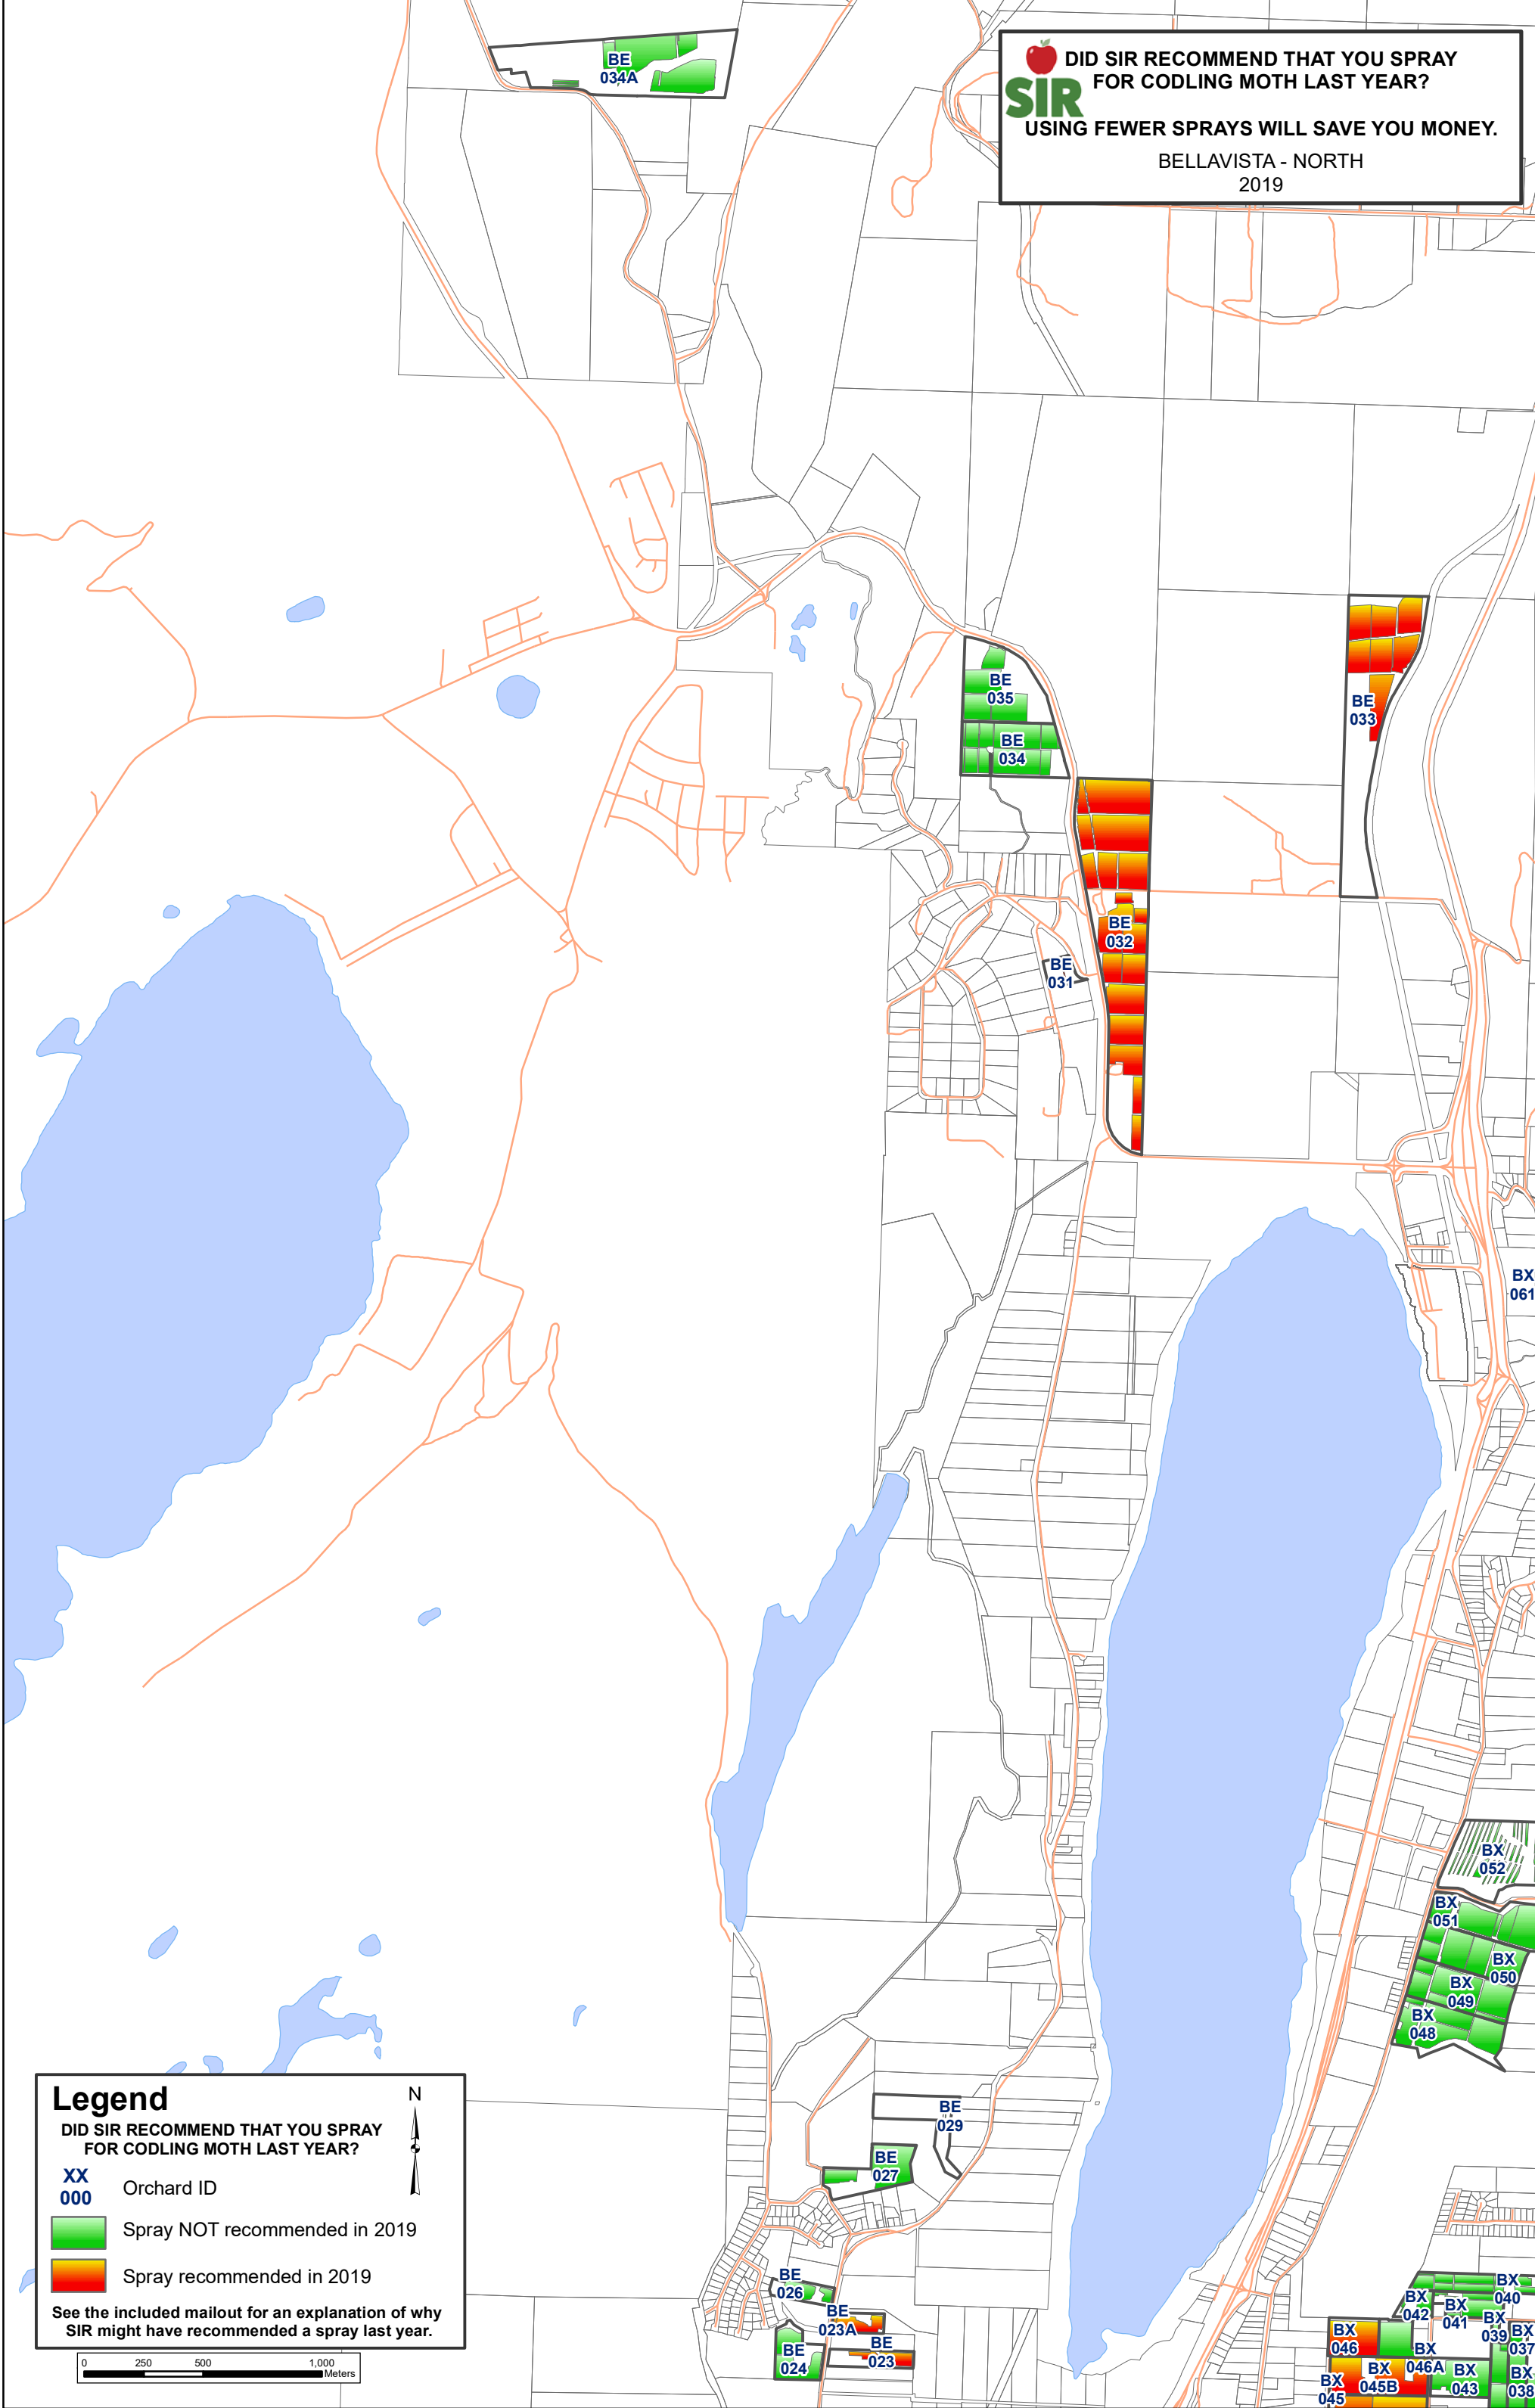 SIR
DID SIR RECOMMEND THAT YOU SPRAY
FOR CODLING MOTH LAST YEAR?
USING FEWER SPRAYS WILL SAVE YOU MONEY.
BELLAVISTA - NORTH
2019
BE
034A
BE
035
BE
034
BE
033
BE
032
BE
031
BX
061
BX
052
BX
051
BX
050
BX
049
BX
048
BE
029
BE
027
BE
026
BE
023A
BE
023
BE
024
BX
040
BX
042
BX
041
BX
039
BX
037
BX
046
BX
046A
BX
045B
BX
043
BX
038
BX
045
Legend
N
DID SIR RECOMMEND THAT YOU SPRAY
FOR CODLING MOTH LAST YEAR?
XX
000
Orchard ID
Spray NOT recommended in 2019
Spray recommended in 2019
See the included mailout for an explanation of why
SIR might have recommended a spray last year.
0 250 500 1,000
Meters